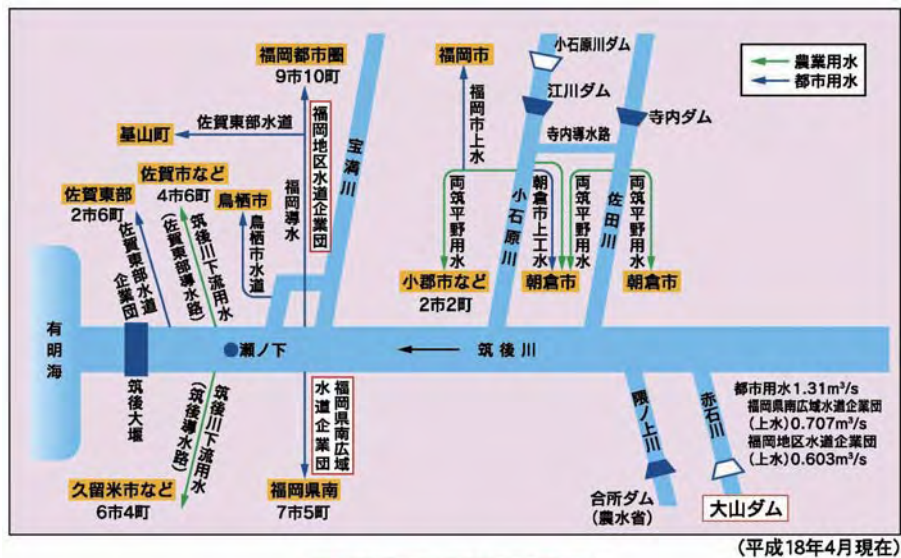 農業用水
都市用水
福岡都市圏
9市10町
福岡市
小石原川ダム
江川ダム
寺内ダム
寺内導水路
佐賀東部水道
基山町
福岡地区水道企業団
福岡導水
宝満川
福岡市上水
佐賀市など
4市6町
鳥栖市
佐賀東部
2市6町
鳥栖市水道
筑後川下流用水
(佐賀東部導水路)
佐賀東部水道
企業団
両筑平野用水
小石原川
朝倉市上工水
両筑平野用水
佐田川
両筑平野用水
小郡市など
2市2町
朝倉市
朝倉市
有明海
瀬ノ下
筑後川
筑後大堰
筑後川下流用水
(筑後導水路)
福岡県南広域
水道企業団
久留米市など
6市4町
福岡県南
7市5町
隈ノ上川
合所ダム
(農水省)
赤石川
大山ダム
都市用水1.31m³/s
福岡県南広域水道企業団
(上水)0.707m³/s
福岡地区水道企業団
(上水)0.603m³/s
(平成18年4月現在)